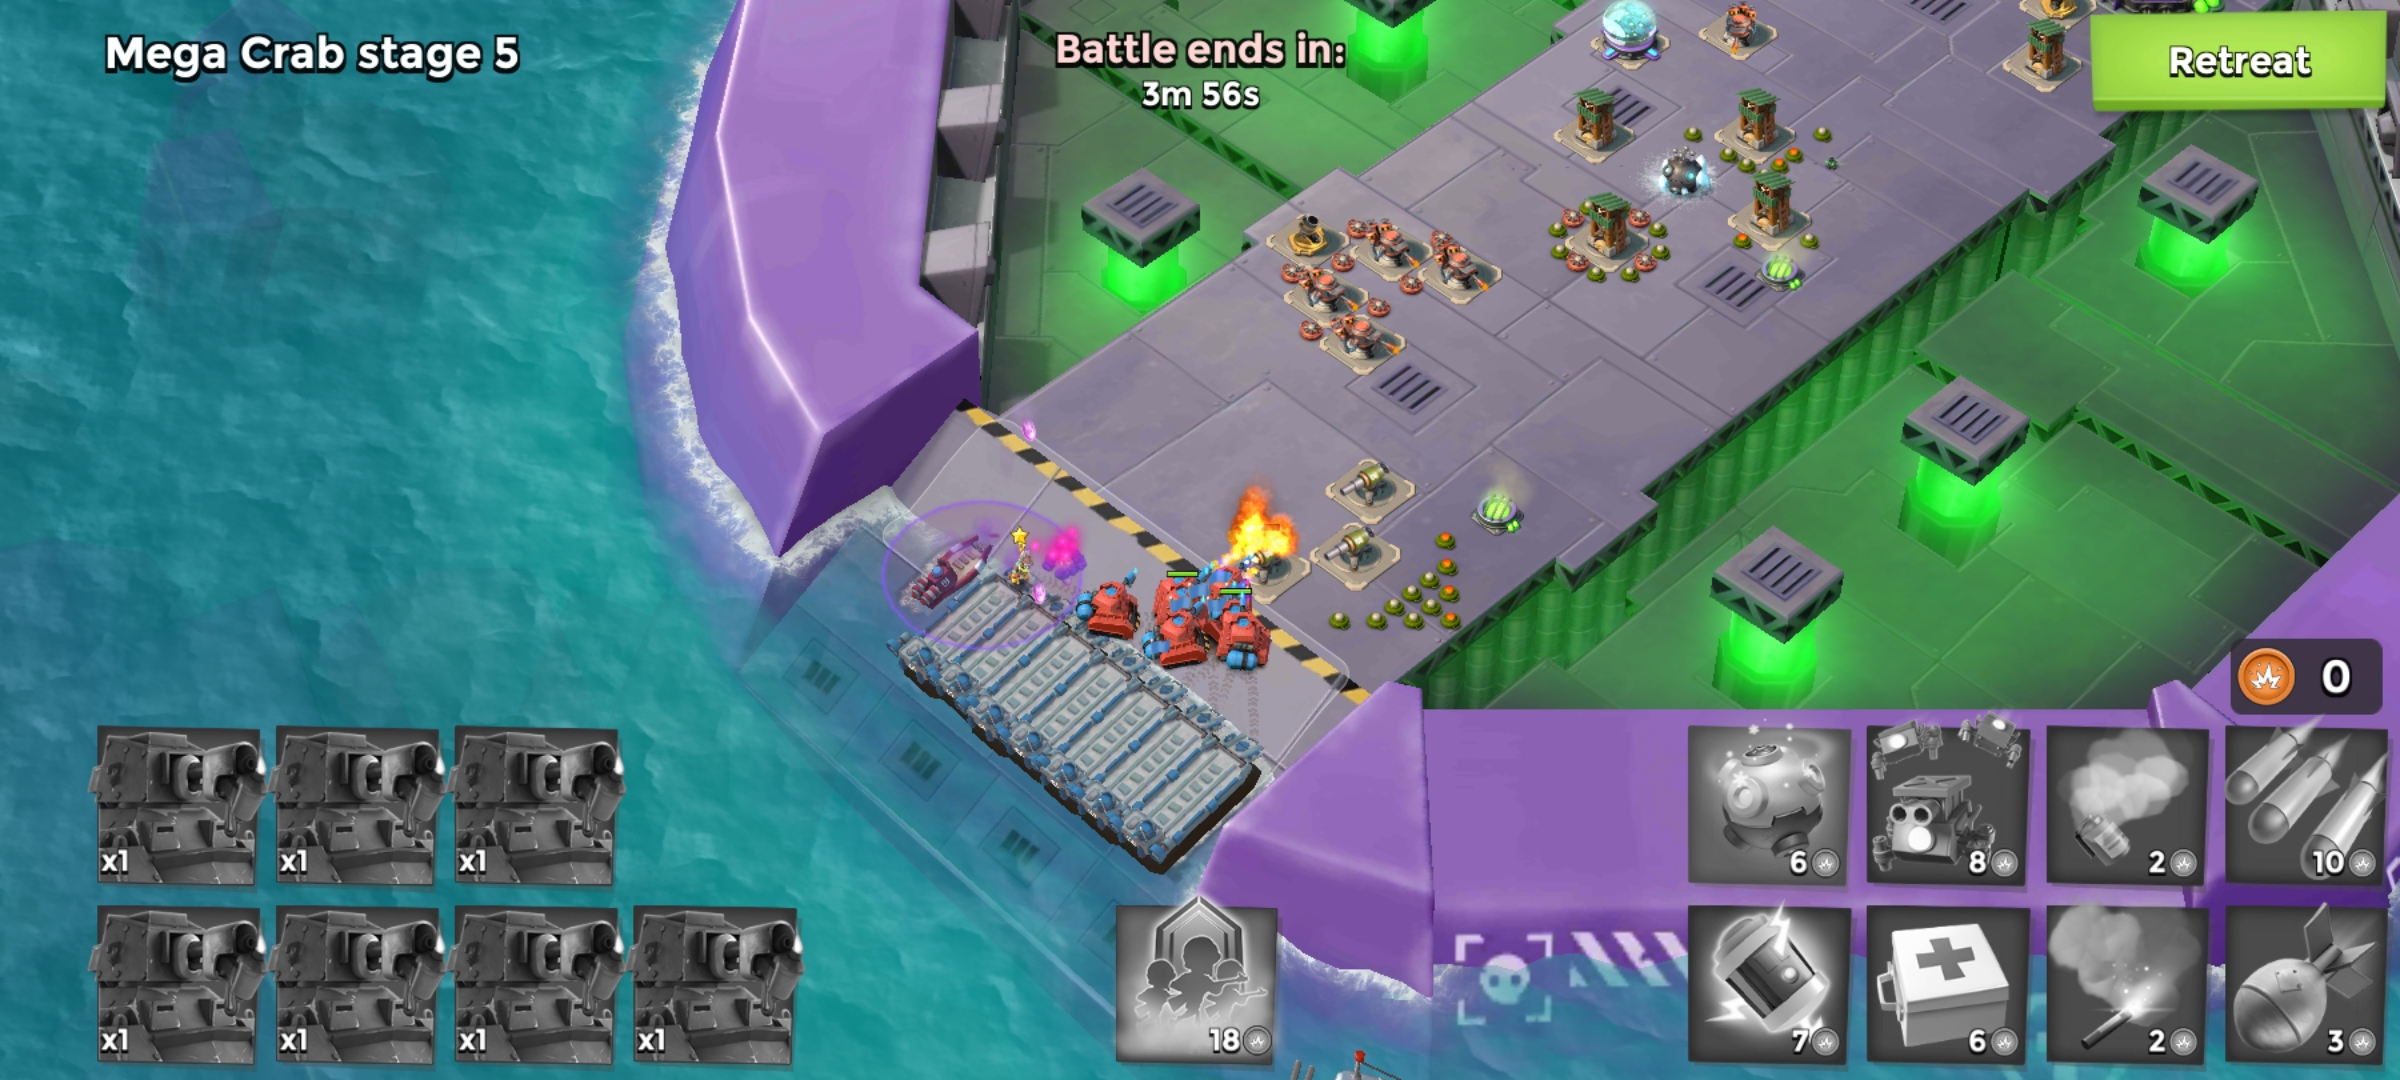 Mega Crab stage 5
Battle ends in:
3m 56s
Retreat
0
x1
x1
x1
6
8
2
10
x1
x1
x1
x1
18
7
6
2
3